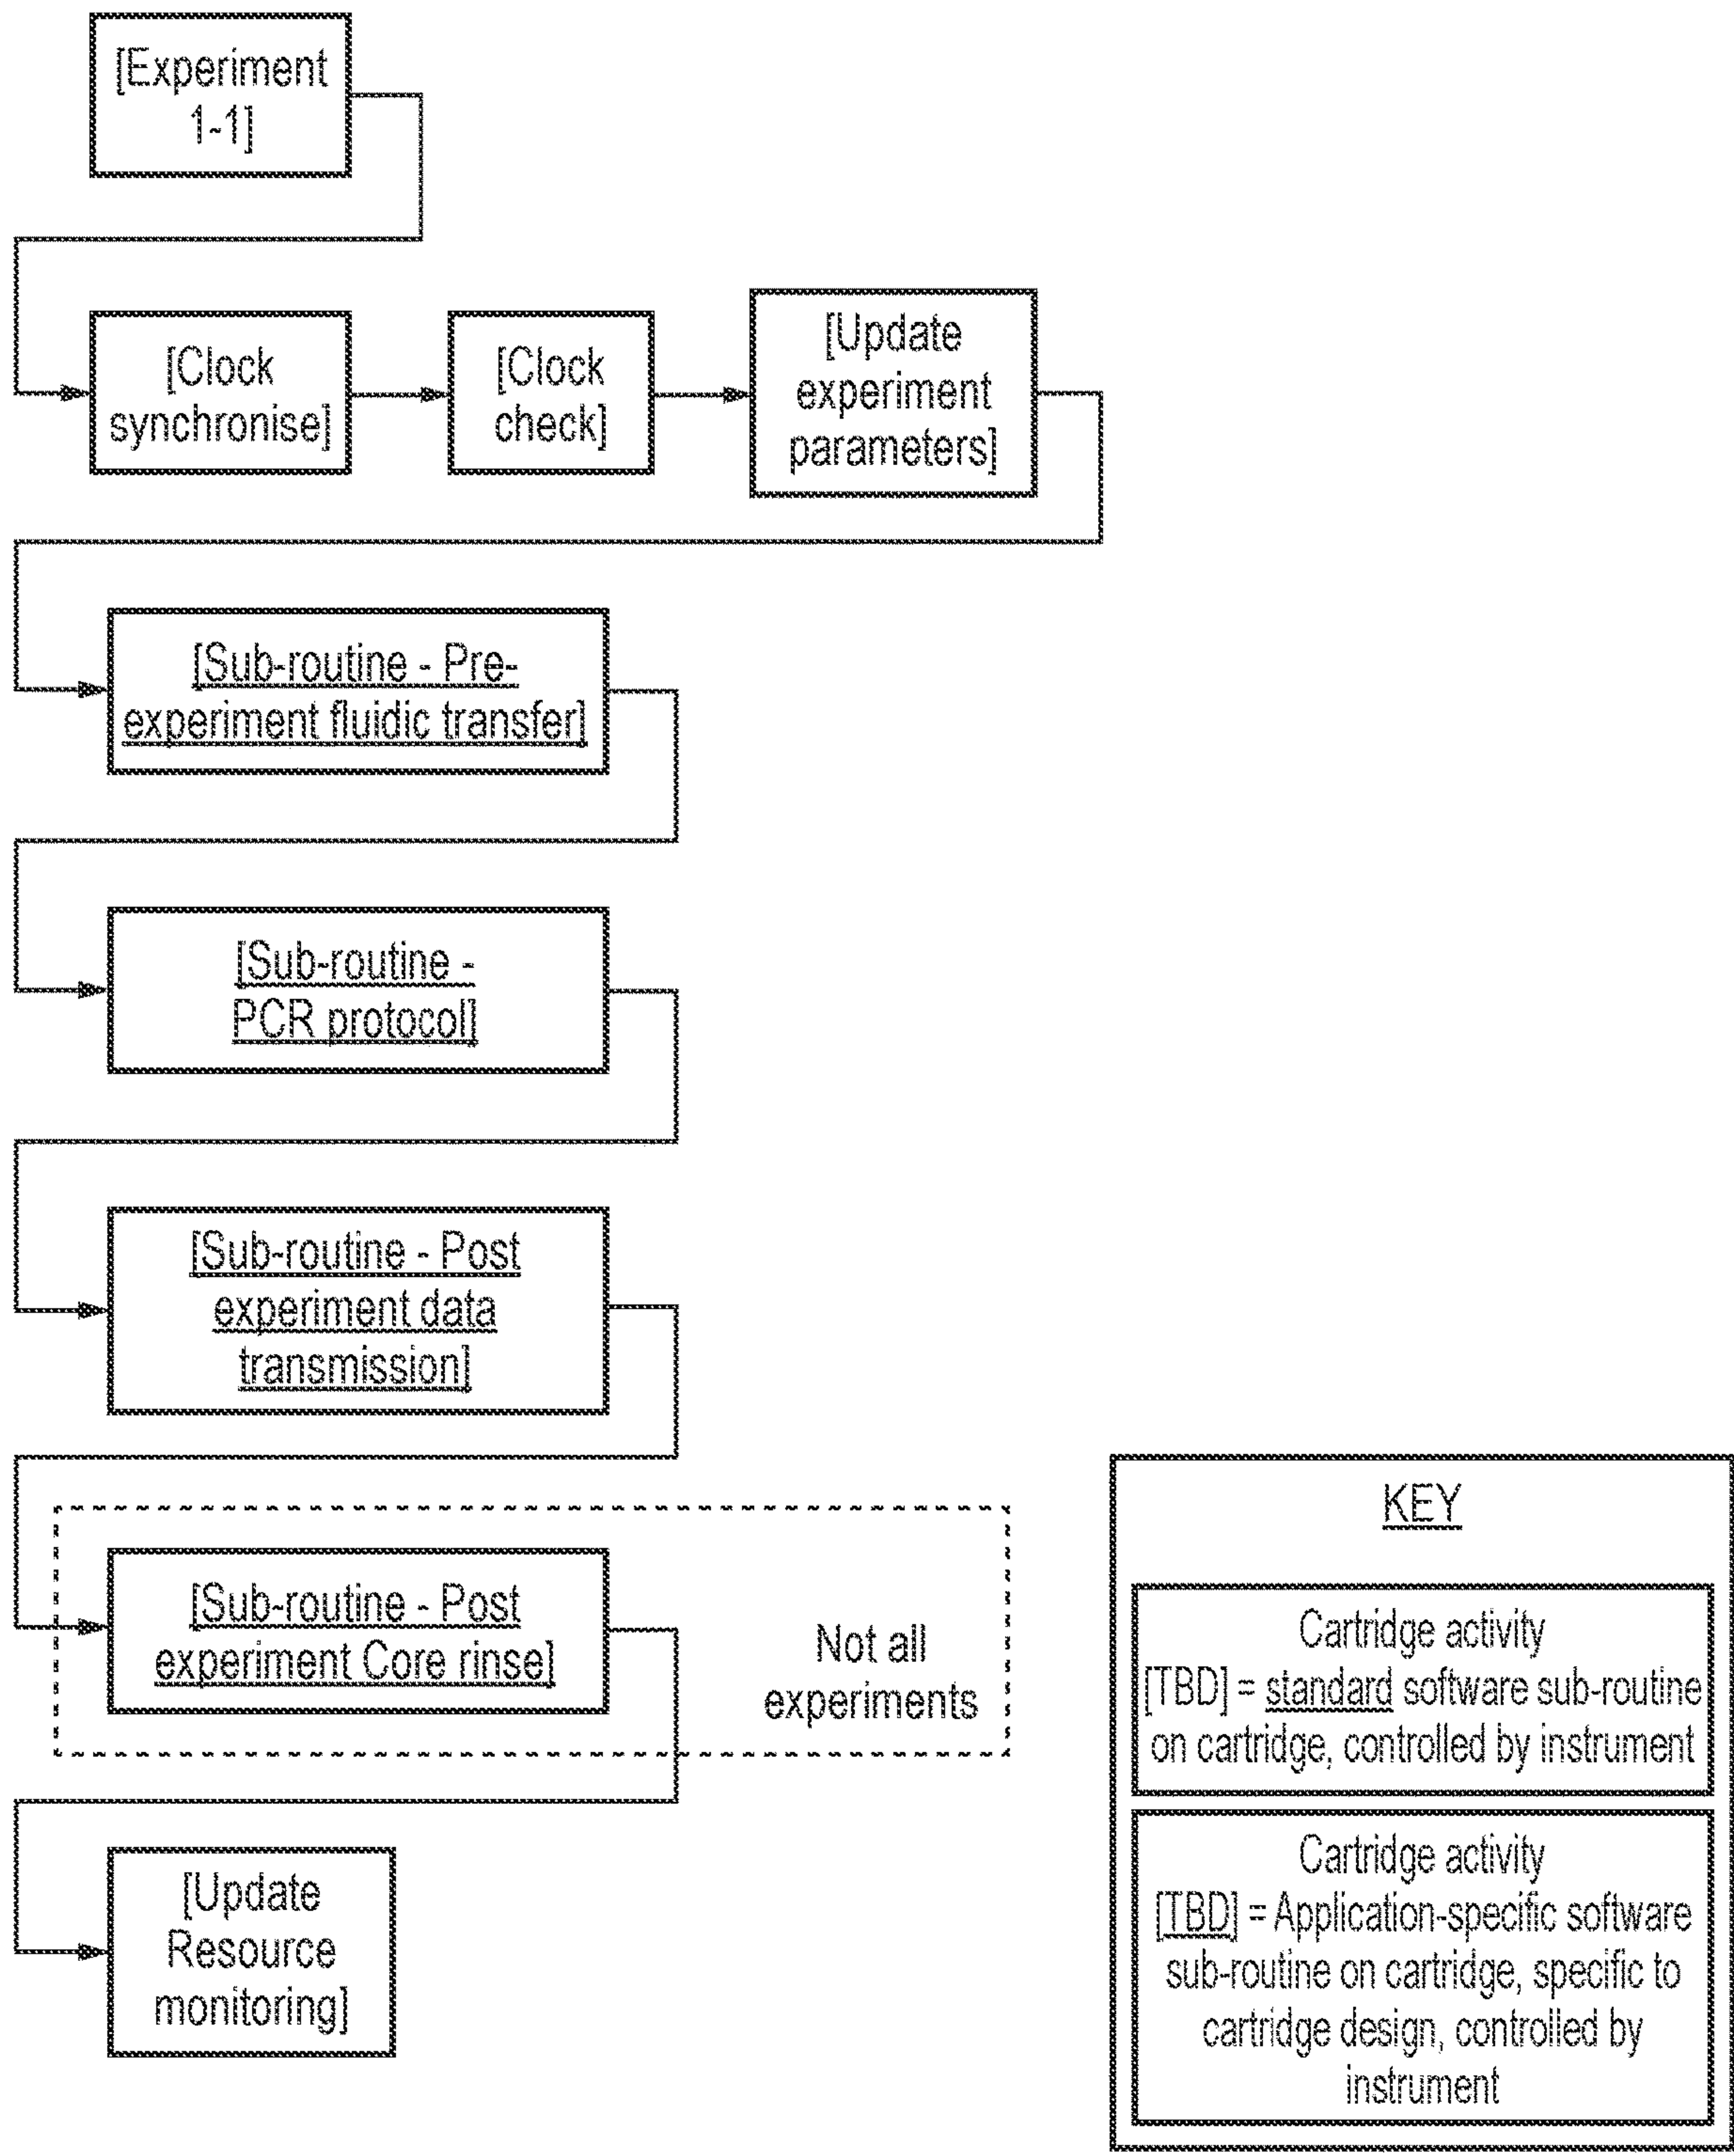 [Experiment
1-1]
[Clock
synchronise]
[Clock
check]
[Update
experiment
parameters]
[Sub-routine - Pre-
experiment fluidic transfer]
[Sub-routine -
PCR protocol]
[Sub-routine - Post
experiment data
transmission]
[Sub-routine - Post
experiment Core rinse]
Not all
experiments
[Update
Resource
monitoring]
KEY
Cartridge activity
[TBD] = standard software sub-routine
on cartridge, controlled by instrument
Cartridge activity
[TBD] = Application-specific software
sub-routine on cartridge, specific to
cartridge design, controlled by
instrument